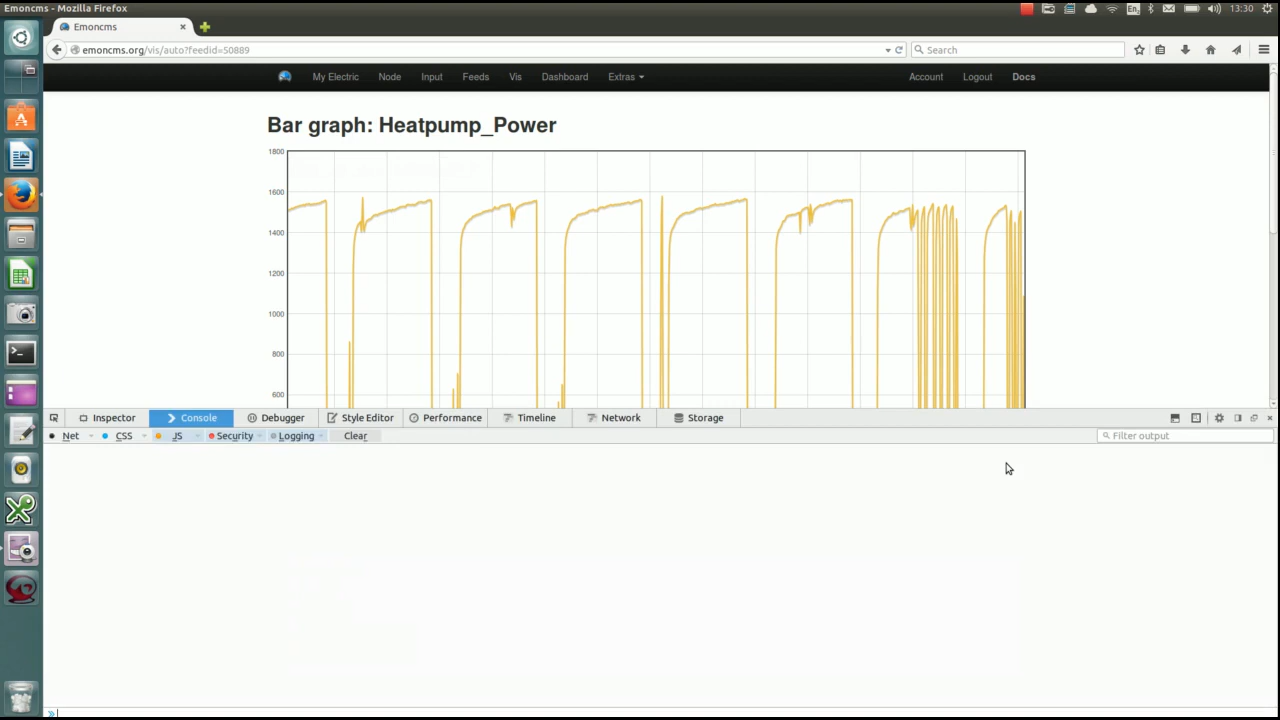 Emoncms - Mozilla Firefox
En
13:30
Emoncms
emoncms.org/vis/auto?feedid=50889
Search
My Electric Node Input Feeds Vis Dashboard Extras Account Logout Docs
Bar graph: Heatpump_Power
1800
1600
1400
1200
1000
800
600
Inspector Console Debugger Style Editor Performance Timeline Network Storage
Net CSS JS Security Logging Clear
Filter output